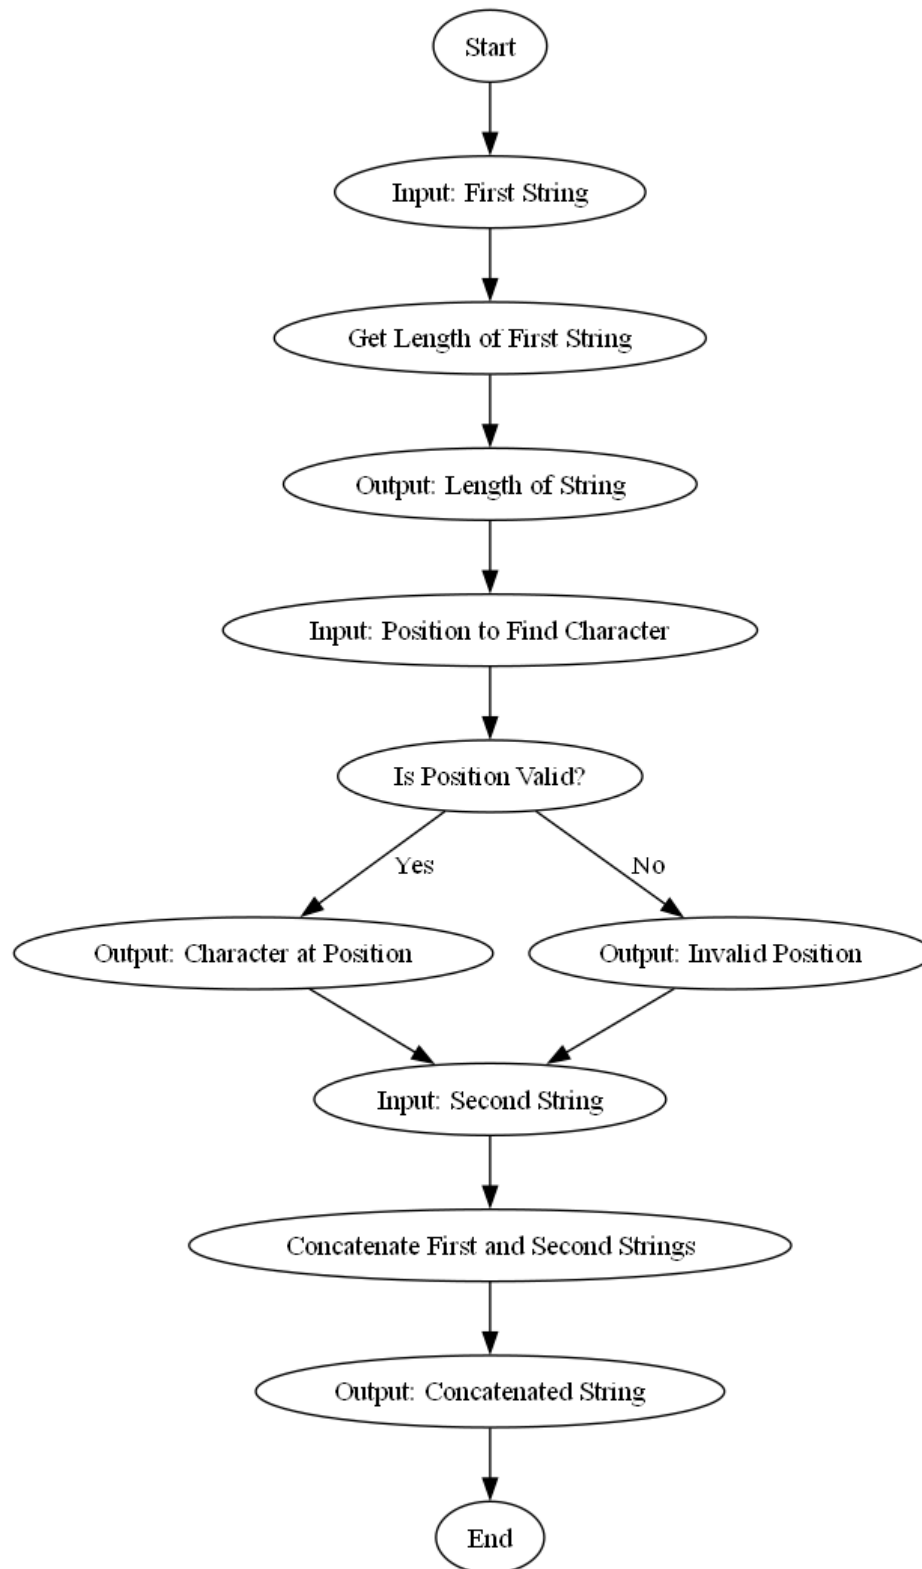 Start
Input: First String
Get Length of First String
Output: Length of String
Input: Position to Find Character
Is Position Valid?
Yes
No
Output: Character at Position
Output: Invalid Position
Input: Second String
Concatenate First and Second Strings
Output: Concatenated String
End